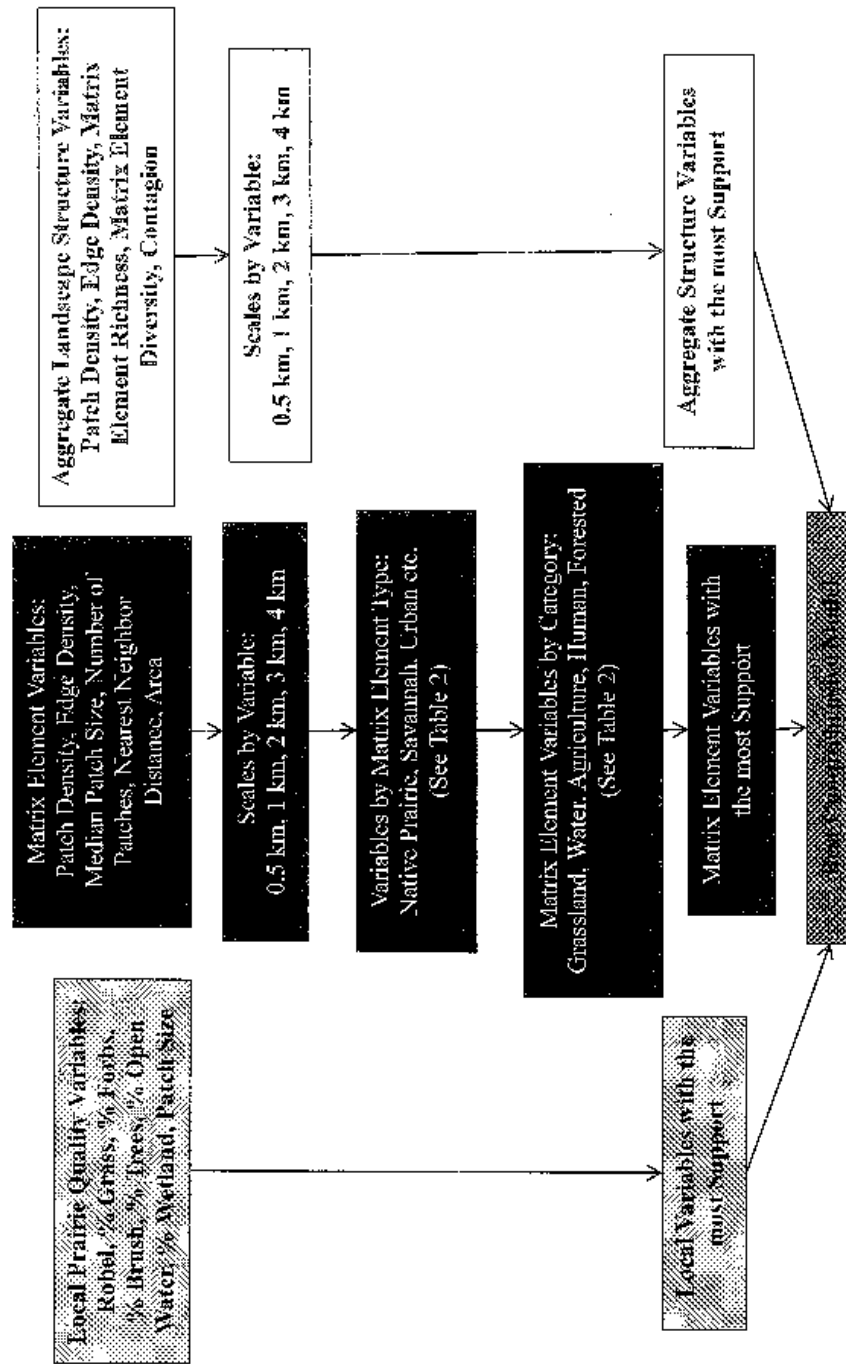 Local Prairie Quality Variables:
Robel, % Grass, % Forbs,
% Brush, % Trees, % Open
Water, % Wetland, Patch Size
Local Variables with the
most Support
Matrix Element Variables:
Patch Density, Edge Density,
Median Patch Size, Number of
Patches, Nearest Neighbor
Distance, Area
Scales by Variable:
0.5 km, 1 km, 2 km, 3 km, 4 km
Variables by Matrix Element Type:
Native Prairie, Savannah, Urban etc.
(See Table 2)
Matrix Element Variables by Category:
Grassland, Water, Agriculture, Human, Forested
(See Table 2)
Matrix Element Variables with
the most Support
Aggregate Landscape Structure Variables:
Patch Density, Edge Density, Matrix
Element Richness, Matrix Element
Diversity, Contagion
Scales by Variable:
0.5 km, 1 km, 2 km, 3 km, 4 km
Aggregate Structure Variables
with the most Support